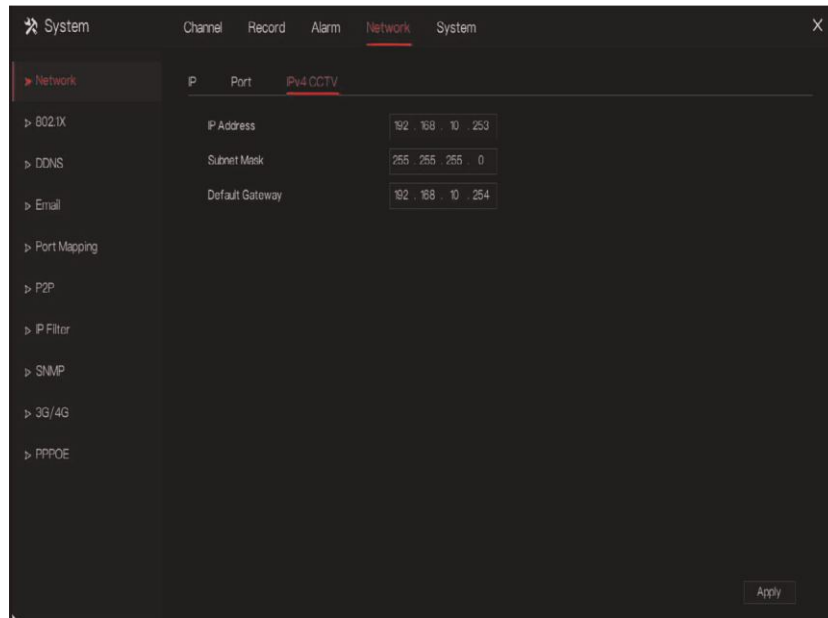 System Channel Record Alarm Network System X
Network
IP Port IPv4 CCTV
802.1X
IP Address 192 . 168 . 10 . 253
DDNS
Subnet Mask 255 . 255 . 255 . 0
Email
Default Gateway 192 . 168 . 10 . 254
Port Mapping
P2P
IP Filter
SNMP
3G/4G
PPPOE
Apply